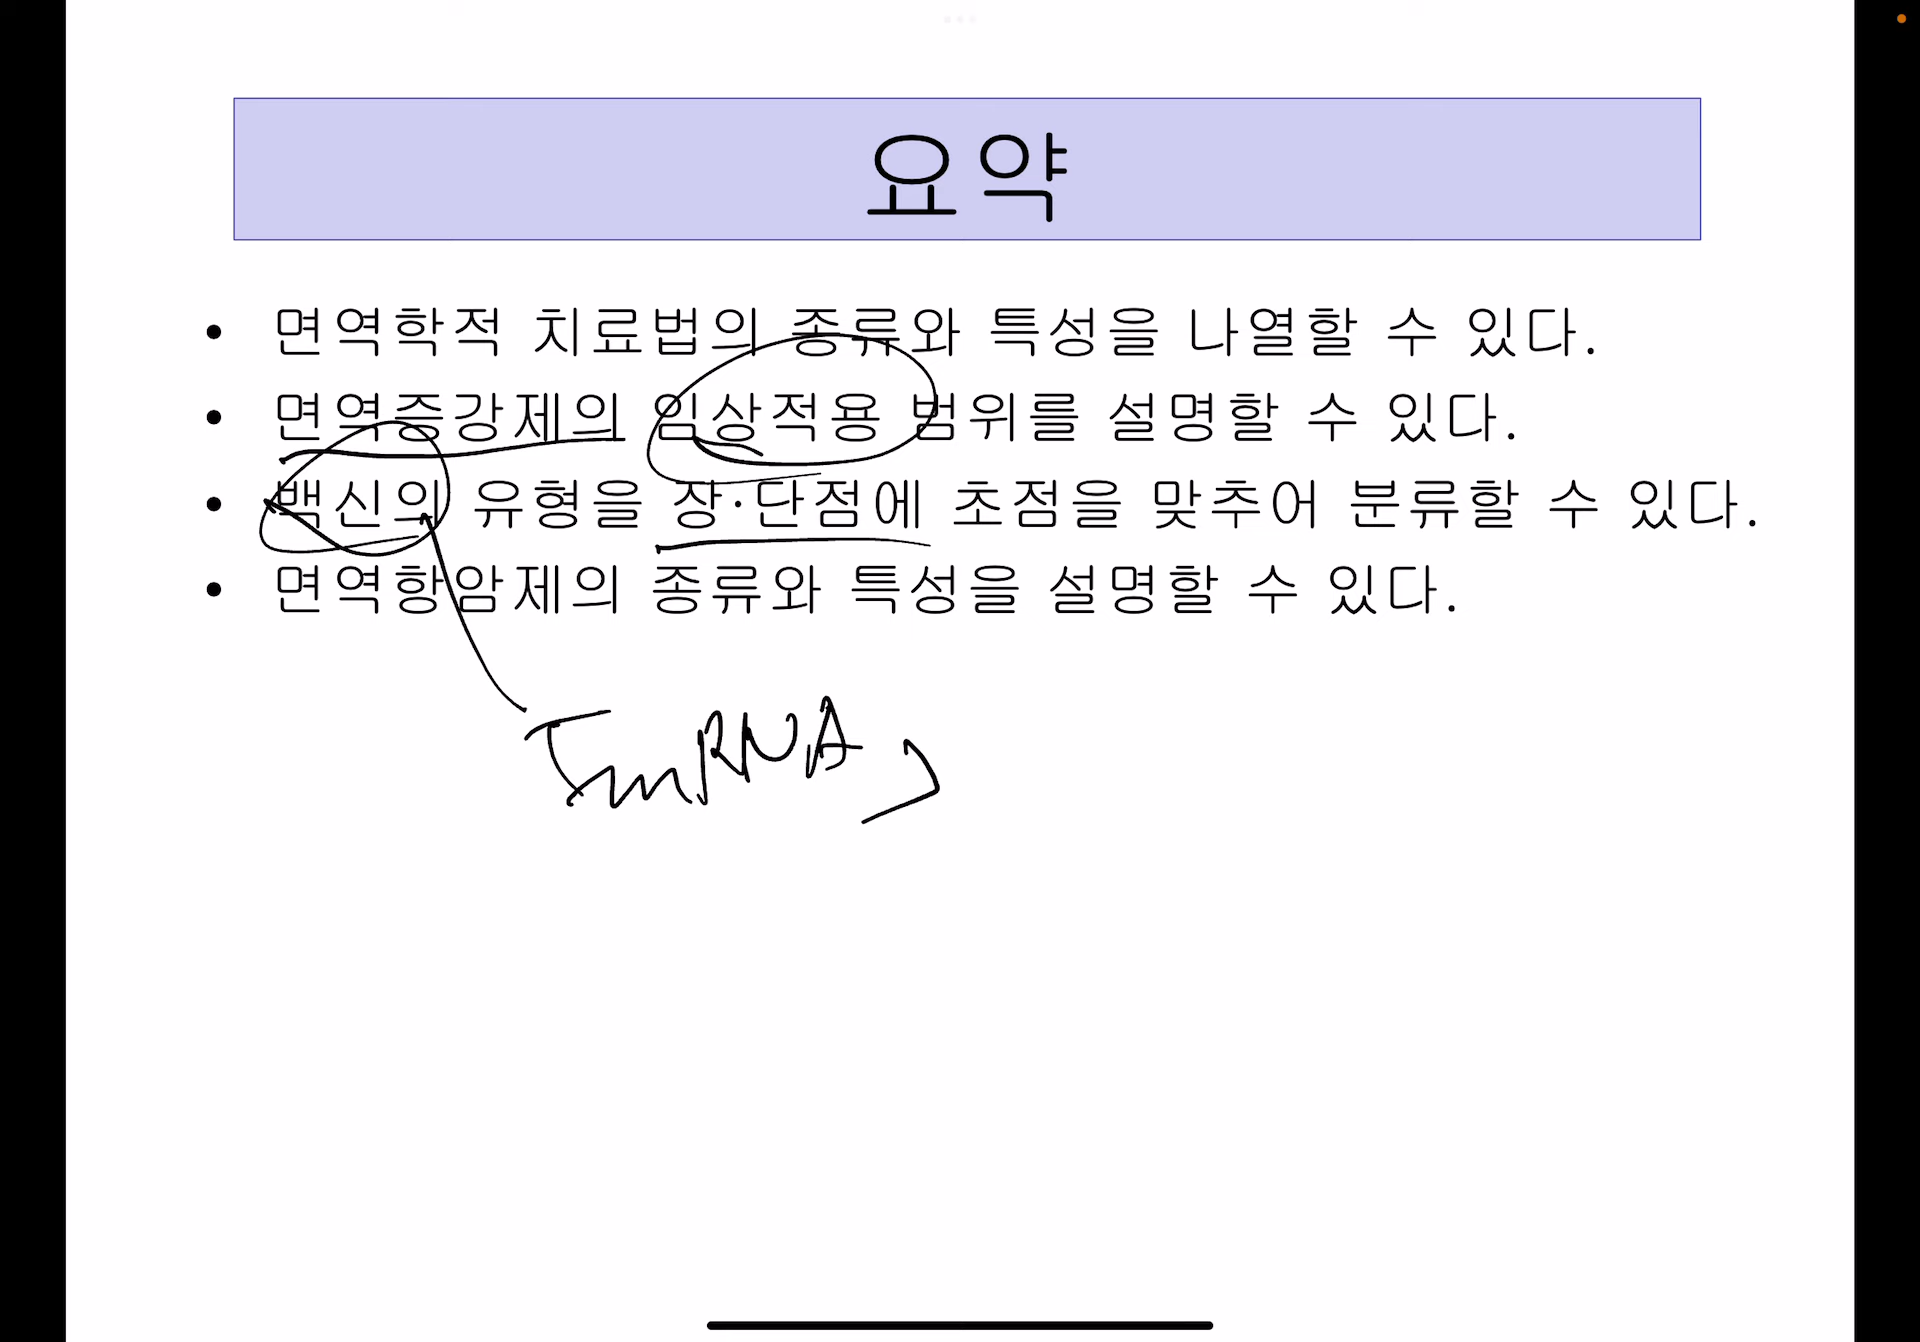 요약
• 면역학적 치료법의 종류와 특성을 나열할 수 있다.
• 면역증강제의 임상적용 범위를 설명할 수 있다.
• 백신의 유형을 장·단점에 초점을 맞추어 분류할 수 있다.
• 면역항암제의 종류와 특성을 설명할 수 있다.
mRNA